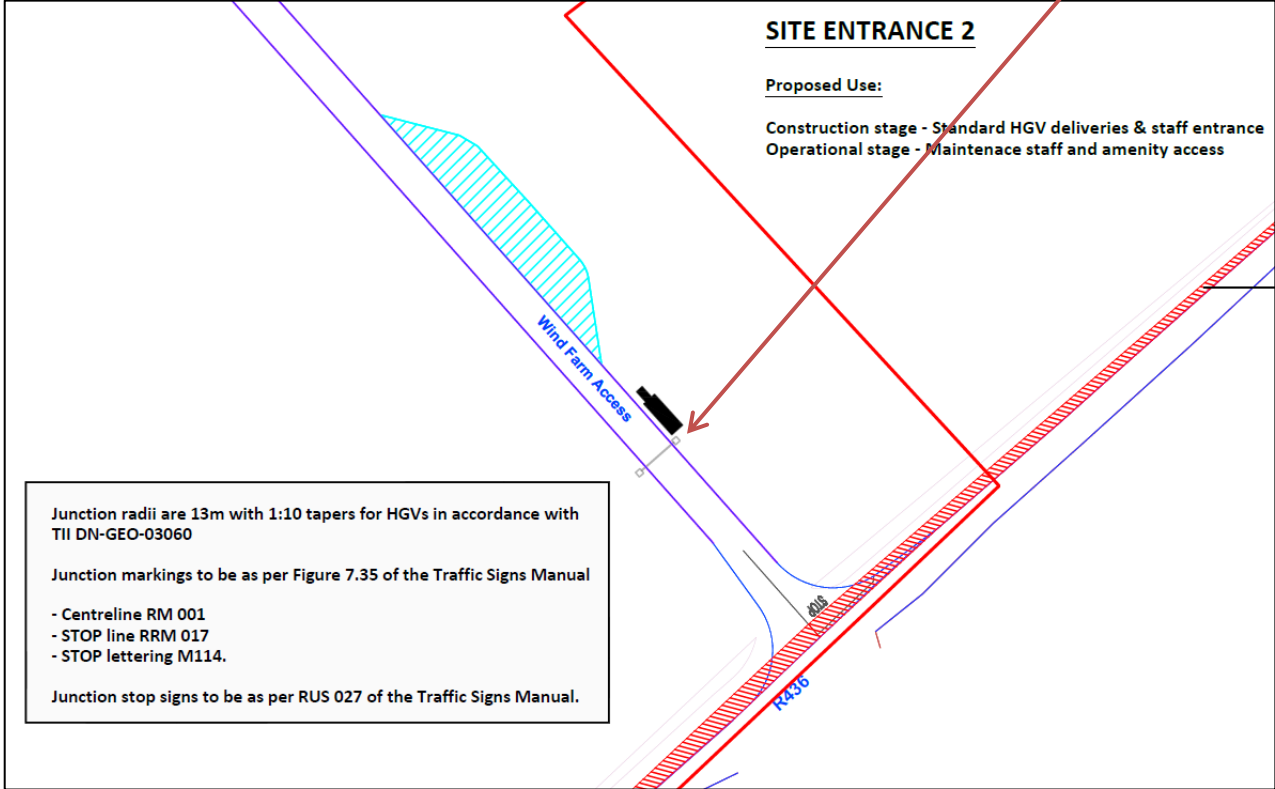 SITE ENTRANCE 2
Proposed Use:
Construction stage - Standard HGV deliveries & staff entrance
Operational stage - Maintenace staff and amenity access
Wind Farm Access
Junction radii are 13m with 1:10 tapers for HGVs in accordance with
TII DN-GEO-03060
Junction markings to be as per Figure 7.35 of the Traffic Signs Manual
- Centreline RM 001
- STOP line RRM 017
- STOP lettering M114.
Junction stop signs to be as per RUS 027 of the Traffic Signs Manual.
STOP
R436